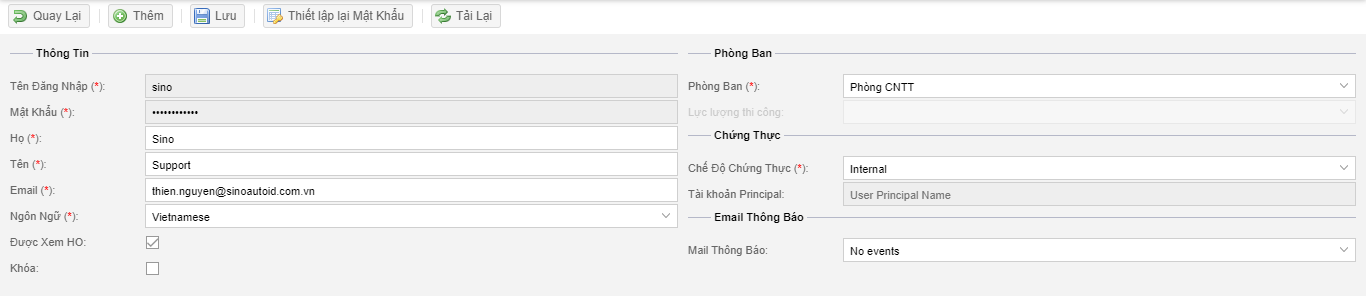 Quay Lại Thêm Lưu Thiết lập lại Mật Khẩu Tải Lại
Thông Tin
Tên Đăng Nhập (*): sino
Mật Khẩu (*): ••••••••••••
Họ (*): Sino
Tên (*): Support
Email (*): thien.nguyen@sinoautoid.com.vn
Ngôn Ngữ (*): Vietnamese
Được Xem HO:
Khóa:
Phòng Ban
Phòng Ban (*): Phòng CNTT
Lực lượng thi công:
Chứng Thực
Chế Độ Chứng Thực (*): Internal
Tài khoản Principal: User Principal Name
Email Thông Báo
Mail Thông Báo: No events